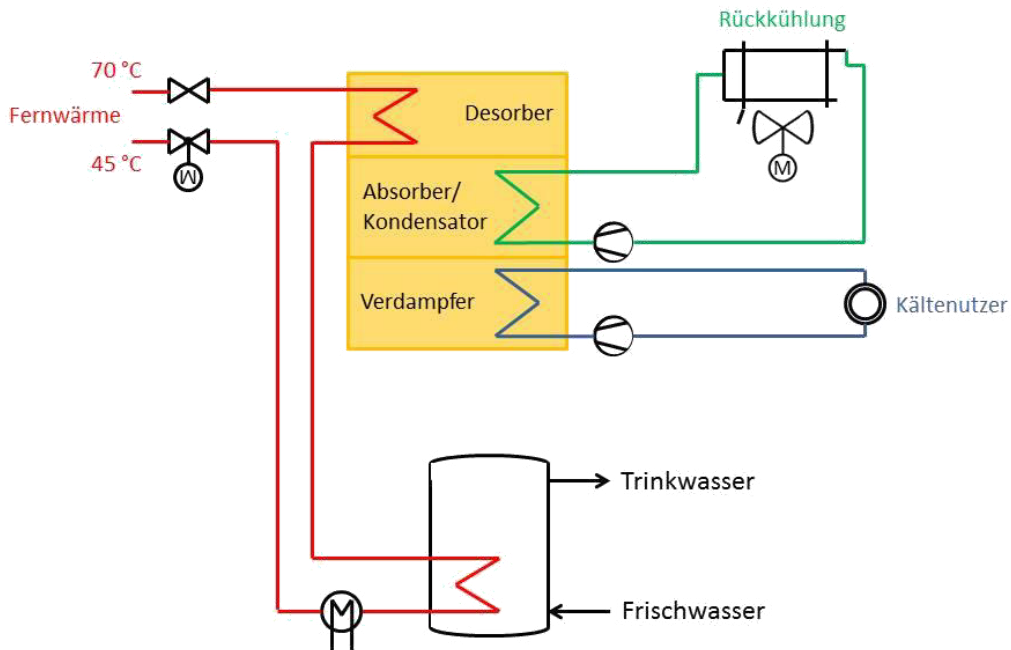 Rückkühlung
70 °C
Fernwärme
45 °C
M
Desorber
M
Absorber/
Kondensator
Verdampfer
Kältenutzer
Trinkwasser
Frischwasser